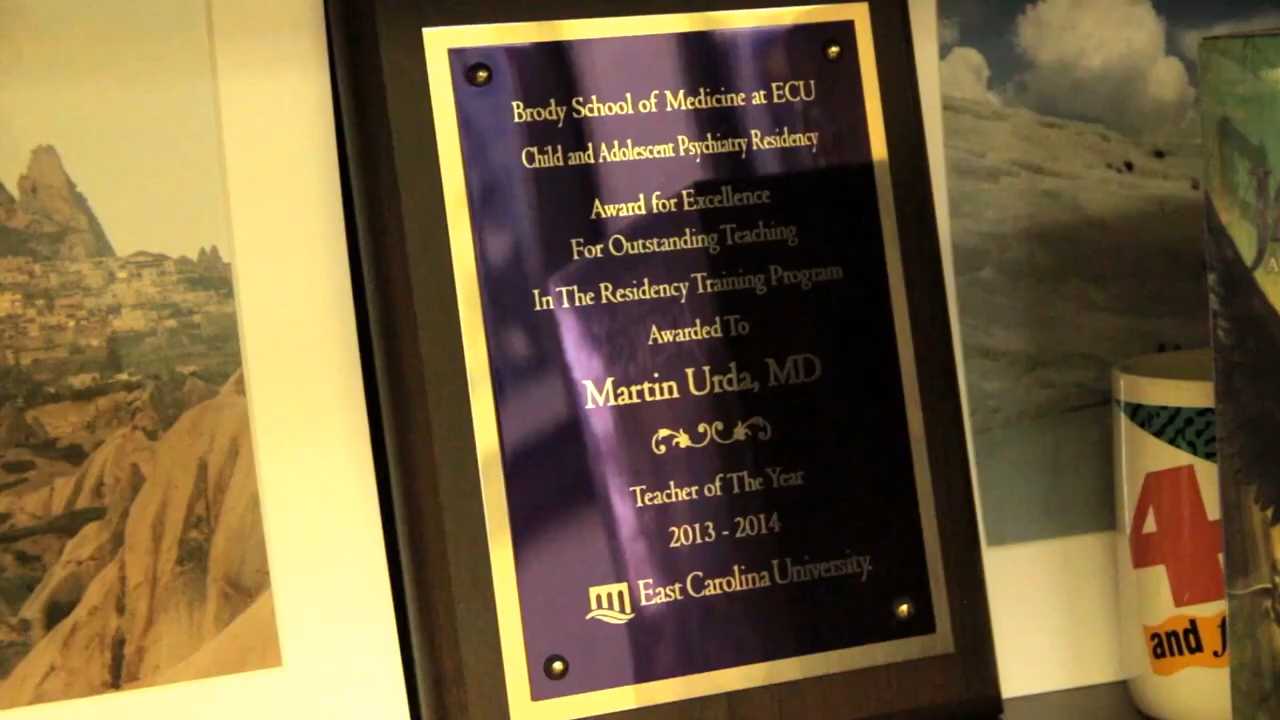 Brody School of Medicine at ECU
Child and Adolescent Psychiatry Residency
Award for Excellence
For Outstanding Teaching
In The Residency Training Program
Awarded To
Martin Urda, MD
Teacher of The Year
2013 - 2014
East Carolina University.
4
and